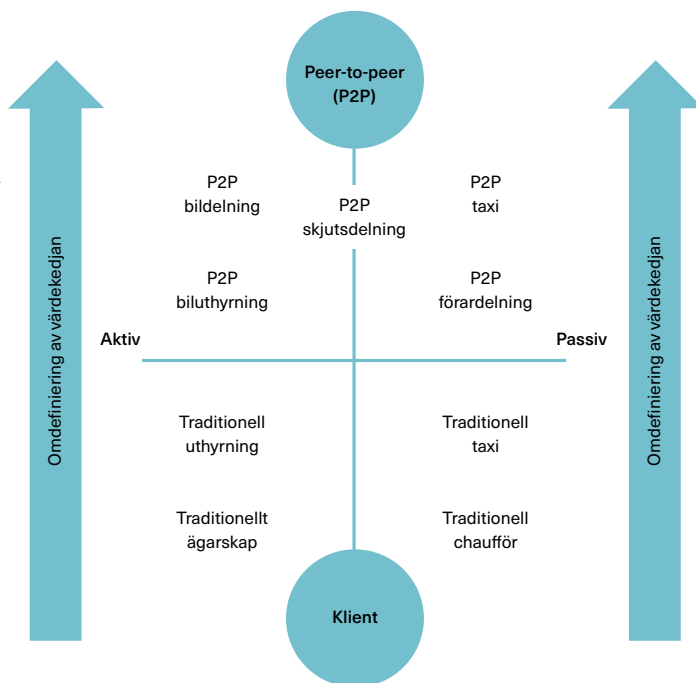 Peer-to-peer
(P2P)
P2P
bildelning
P2P
skjutsdelning
P2P
taxi
P2P
biluthyrning
P2P
förardelning
Omdefiniering av värdekedjan
Aktiv
Passiv
Omdefiniering av värdekedjan
Traditionell
uthyrning
Traditionell
taxi
Traditionellt
ägarskap
Traditionell
chaufför
Klient